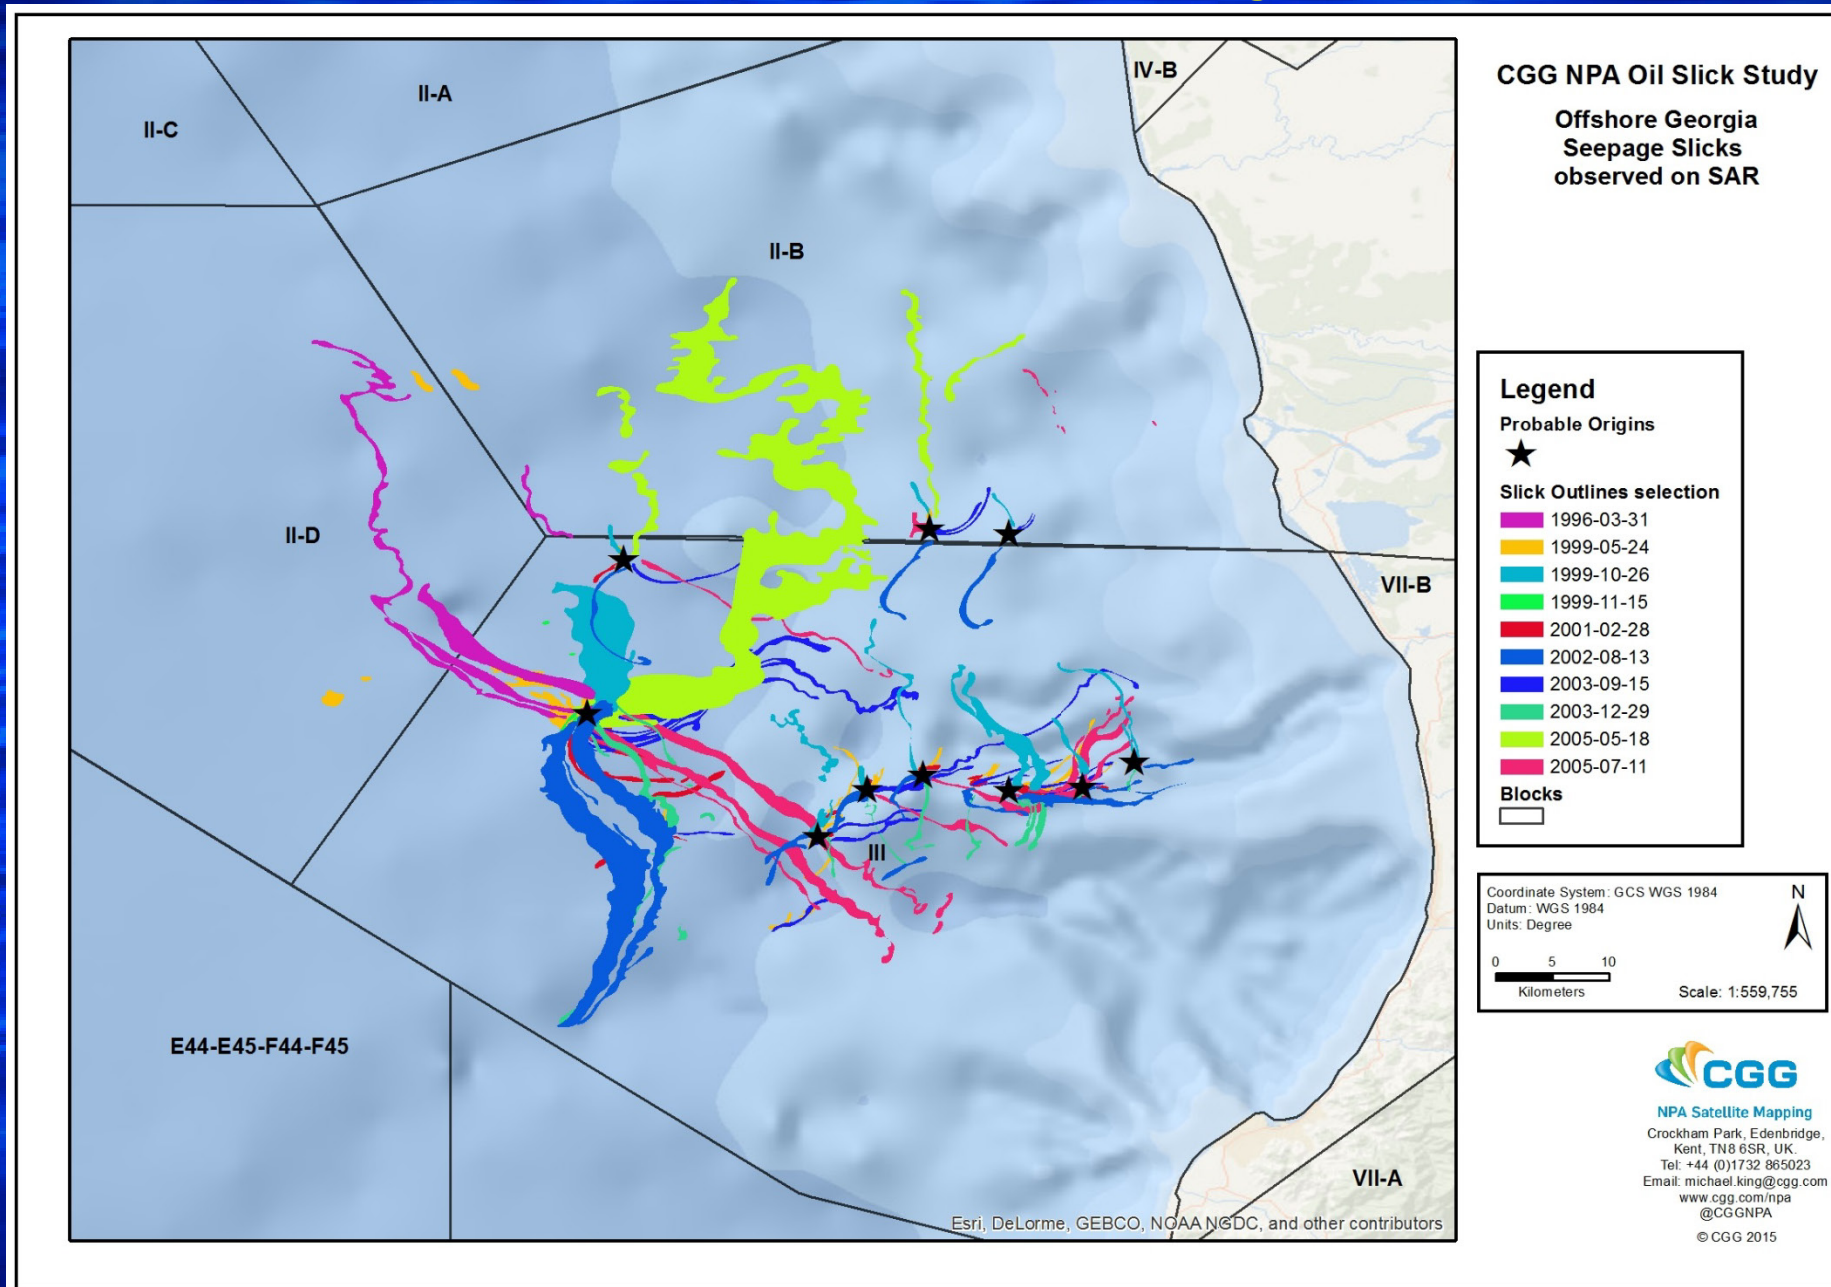 II-C
II-A
IV-B
II-B
II-D
VII-B
III
E44-E45-F44-F45
VII-A
Esri, DeLorme, GEBCO, NOAA NGDC, and other contributors
CGG NPA Oil Slick Study
Offshore Georgia
Seepage Slicks
observed on SAR
Legend
Probable Origins
Slick Outlines selection
1996-03-31
1999-05-24
1999-10-26
1999-11-15
2001-02-28
2002-08-13
2003-09-15
2003-12-29
2005-05-18
2005-07-11
Blocks
Coordinate System: GCS WGS 1984
Datum: WGS 1984
Units: Degree
N
0 5 10
Kilometers
Scale: 1:559,755
CGG
NPA Satellite Mapping
Crockham Park, Edenbridge,
Kent, TN8 6SR, UK.
Tel: +44 (0)1732 865023
Email: michael.king@cgg.com
www.cgg.com/npa
@CGGNPA
© CGG 2015